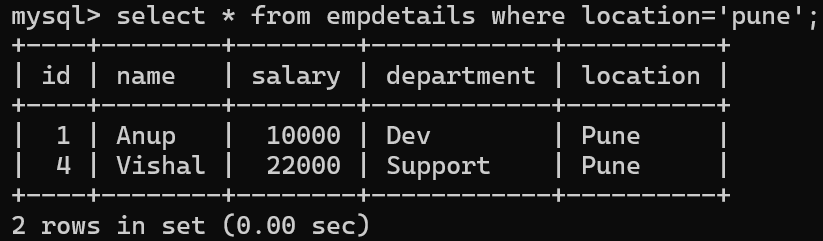 mysql> select * from empdetails where location='pune';
+----+--------+--------+------------+----------+
| id | name   | salary | department | location |
+----+--------+--------+------------+----------+
|  1 | Anup   |  10000 | Dev        | Pune     |
|  4 | Vishal |  22000 | Support    | Pune     |
+----+--------+--------+------------+----------+
2 rows in set (0.00 sec)